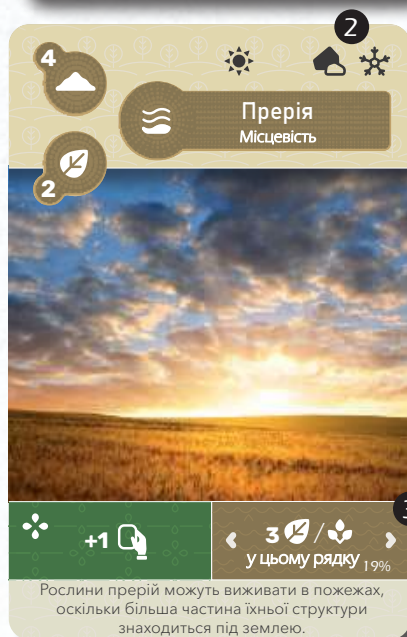 2
4
Прерія
Місцевість
2
+1
3 /
у цьому рядку 19%
Рослини прерій можуть виживати в пожежах,
оскільки більша частина їхньої структури
знаходиться під землею.